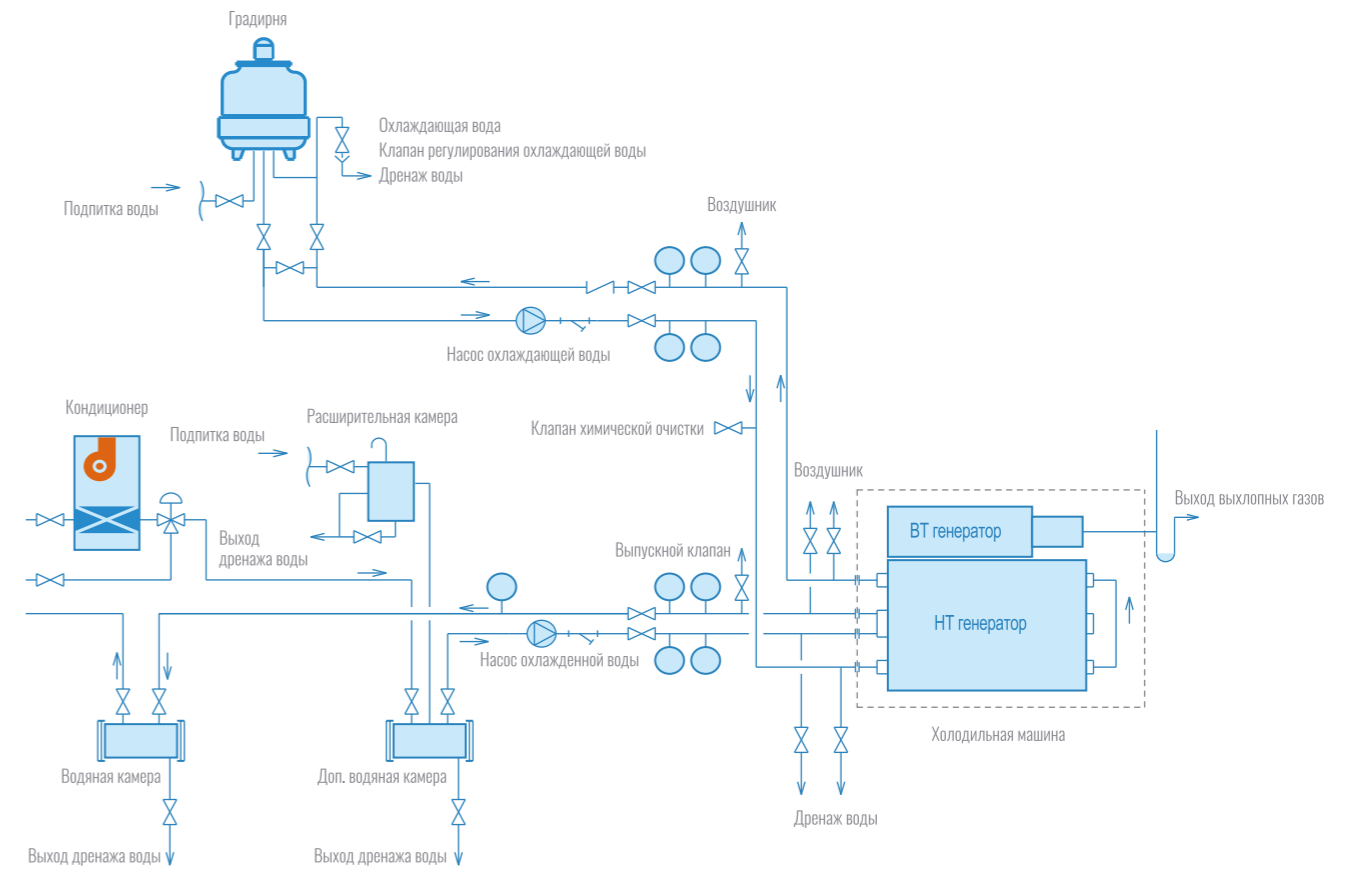 Градирня
Охлаждающая вода
Клапан регулирования охлаждающей воды
Дренаж воды
Подпитка воды
Воздушник
Насос охлаждающей воды
Кондиционер
Расширительная камера
Подпитка воды
Клапан химической очистки
Воздушник
Выход выхлопных газов
ВТ генератор
Выход
дренажа воды
Выпускной клапан
НТ генератор
Насос охлажденной воды
Холодильная машина
Водяная камера
Доп. водяная камера
Дренаж воды
Выход дренажа воды
Выход дренажа воды